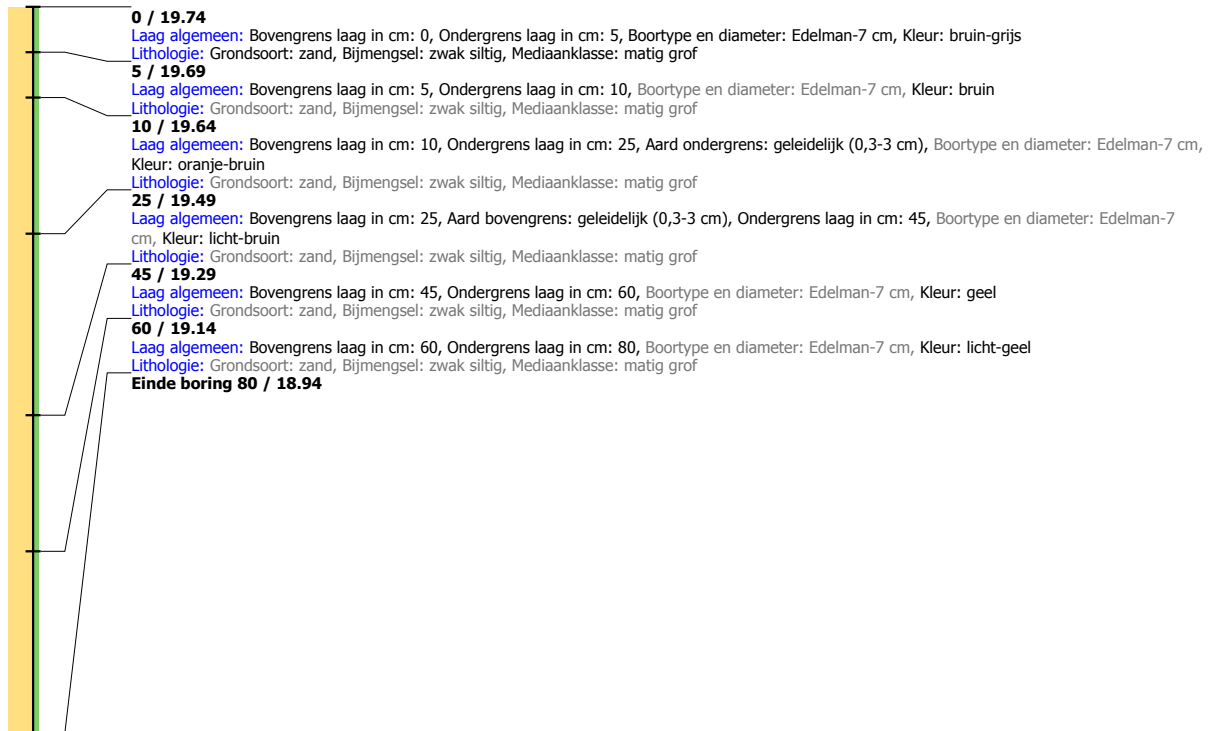 0 / 19.74
Laag algemeen: Bovengrens laag in cm: 0, Ondergrens laag in cm: 5, Boortype en diameter: Edelman-7 cm, Kleur: bruin-grijs
Lithologie: Grondsoort: zand, Bijmengsel: zwak siltig, Mediaanklasse: matig grof
5 / 19.69
Laag algemeen: Bovengrens laag in cm: 5, Ondergrens laag in cm: 10, Boortype en diameter: Edelman-7 cm, Kleur: bruin
Lithologie: Grondsoort: zand, Bijmengsel: zwak siltig, Mediaanklasse: matig grof
10 / 19.64
Laag algemeen: Bovengrens laag in cm: 10, Ondergrens laag in cm: 25, Aard ondergrens: geleidelijk (0,3-3 cm), Boortype en diameter: Edelman-7 cm,
Kleur: oranje-bruin
Lithologie: Grondsoort: zand, Bijmengsel: zwak siltig, Mediaanklasse: matig grof
25 / 19.49
Laag algemeen: Bovengrens laag in cm: 25, Aard bovengrens: geleidelijk (0,3-3 cm), Ondergrens laag in cm: 45, Boortype en diameter: Edelman-7
cm, Kleur: licht-bruin
Lithologie: Grondsoort: zand, Bijmengsel: zwak siltig, Mediaanklasse: matig grof
45 / 19.29
Laag algemeen: Bovengrens laag in cm: 45, Ondergrens laag in cm: 60, Boortype en diameter: Edelman-7 cm, Kleur: geel
Lithologie: Grondsoort: zand, Bijmengsel: zwak siltig, Mediaanklasse: matig grof
60 / 19.14
Laag algemeen: Bovengrens laag in cm: 60, Ondergrens laag in cm: 80, Boortype en diameter: Edelman-7 cm, Kleur: licht-geel
Lithologie: Grondsoort: zand, Bijmengsel: zwak siltig, Mediaanklasse: matig grof
Einde boring 80 / 18.94